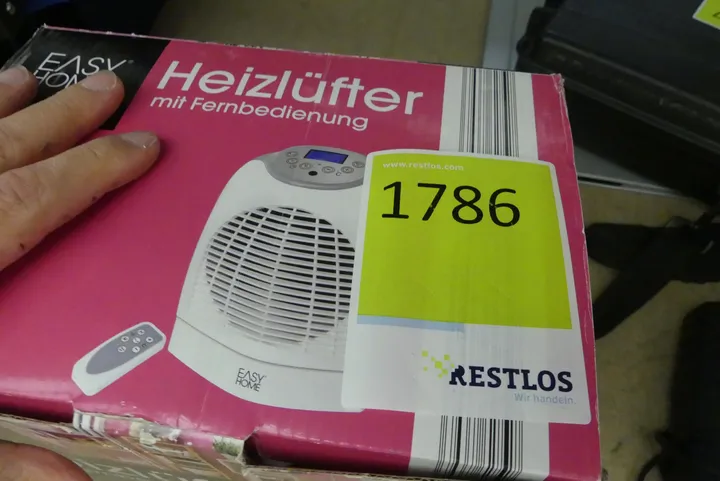 EASY
HOME
Heizlüfter
mit Fernbedienung
www.restlos.com
1786
EASY
HOME
RESTLOS
Wir handeln.